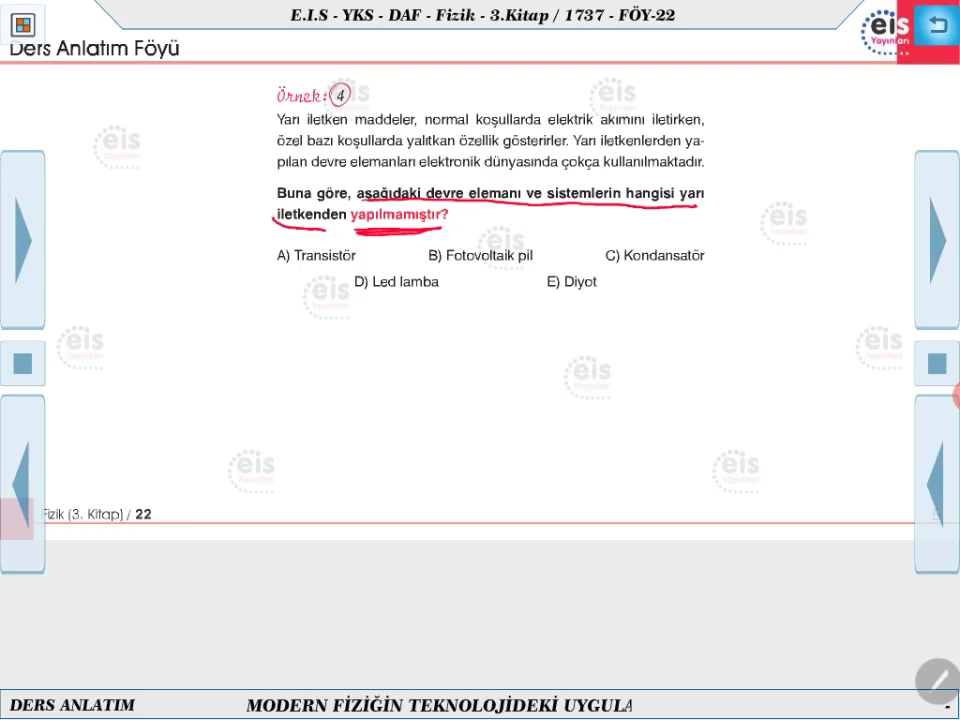 E.I.S - YKS - DAF - Fizik - 3.Kitap / 1737 - FÖY-22
eis
Yayınları
Ders Anlatım Föyü
Örnek: 4
Yarı iletken maddeler, normal koşullarda elektrik akımını iletirken,
özel bazı koşullarda yalıtkan özellik gösterirler. Yarı iletkenlerden ya-
pılan devre elemanları elektronik dünyasında çokça kullanılmaktadır.
Buna göre, aşağıdaki devre elemanı ve sistemlerin hangisi yarı
iletkenden yapılmamıştır?
A) Transistör B) Fotovoltaik pil C) Kondansatör
D) Led lamba E) Diyot
Fizik (3. Kitap) / 22
DERS ANLATIM MODERN FİZİĞİN TEKNOLOJİDEKİ UYGULA -